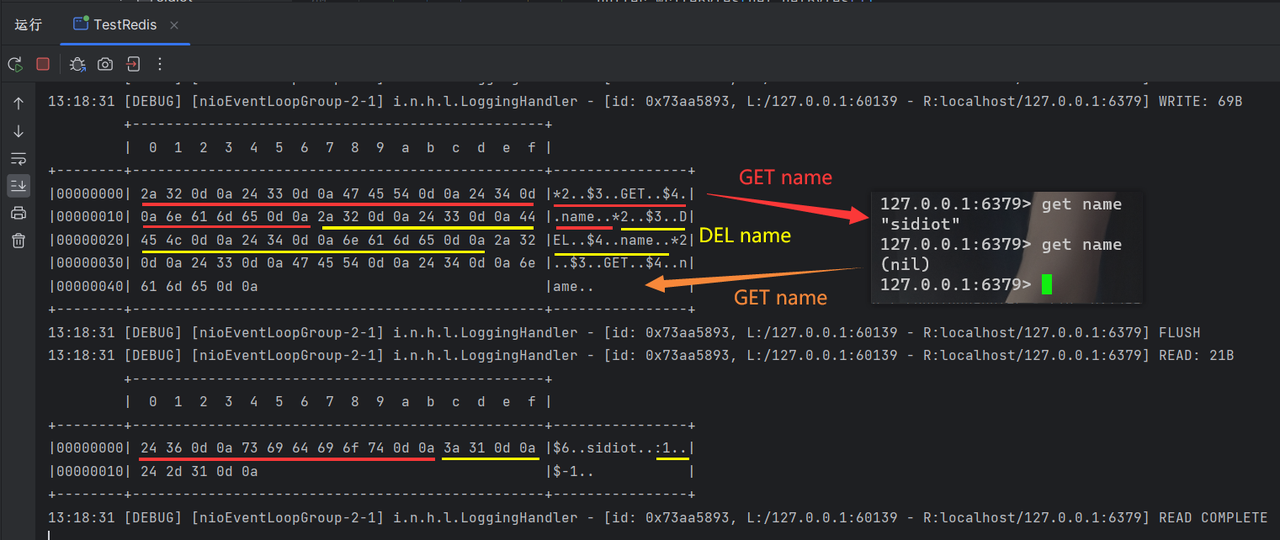 运行
TestRedis
13:18:31 [DEBUG] [nioEventLoopGroup-2-1] i.n.h.l.LoggingHandler - [id: 0x73aa5893, L:/127.0.0.1:60139 - R:localhost/127.0.0.1:6379] WRITE: 69B
+-------------------------------------------------+
|  0  1  2  3  4  5  6  7  8  9  a  b  c  d  e  f |
+--------+-------------------------------------------------+----------------+
|00000000| 2a 32 0d 0a 24 33 0d 0a 47 45 54 0d 0a 24 34 0d |*2..$3..GET..$4.|
|00000010| 0a 6e 61 6d 65 0d 0a 2a 32 0d 0a 24 33 0d 0a 44 |.name..*2..$3..D|
|00000020| 45 4c 0d 0a 24 34 0d 0a 6e 61 6d 65 0d 0a 2a 32 |EL..$4..name..*2|
|00000030| 0d 0a 24 33 0d 0a 47 45 54 0d 0a 24 34 0d 0a 6e |..$3..GET..$4..n|
|00000040| 61 6d 65 0d 0a                                  |ame..           |
+--------+-------------------------------------------------+----------------+
GET name
DEL name
GET name
127.0.0.1:6379> get name
"sidiot"
127.0.0.1:6379> get name
(nil)
127.0.0.1:6379>
13:18:31 [DEBUG] [nioEventLoopGroup-2-1] i.n.h.l.LoggingHandler - [id: 0x73aa5893, L:/127.0.0.1:60139 - R:localhost/127.0.0.1:6379] FLUSH
13:18:31 [DEBUG] [nioEventLoopGroup-2-1] i.n.h.l.LoggingHandler - [id: 0x73aa5893, L:/127.0.0.1:60139 - R:localhost/127.0.0.1:6379] READ: 21B
+-------------------------------------------------+
|  0  1  2  3  4  5  6  7  8  9  a  b  c  d  e  f |
+--------+-------------------------------------------------+----------------+
|00000000| 24 36 0d 0a 73 69 64 69 6f 74 0d 0a 3a 31 0d 0a |$6..sidiot..:1..|
|00000010| 24 2d 31 0d 0a                                  |$-1..           |
+--------+-------------------------------------------------+----------------+
13:18:31 [DEBUG] [nioEventLoopGroup-2-1] i.n.h.l.LoggingHandler - [id: 0x73aa5893, L:/127.0.0.1:60139 - R:localhost/127.0.0.1:6379] READ COMPLETE